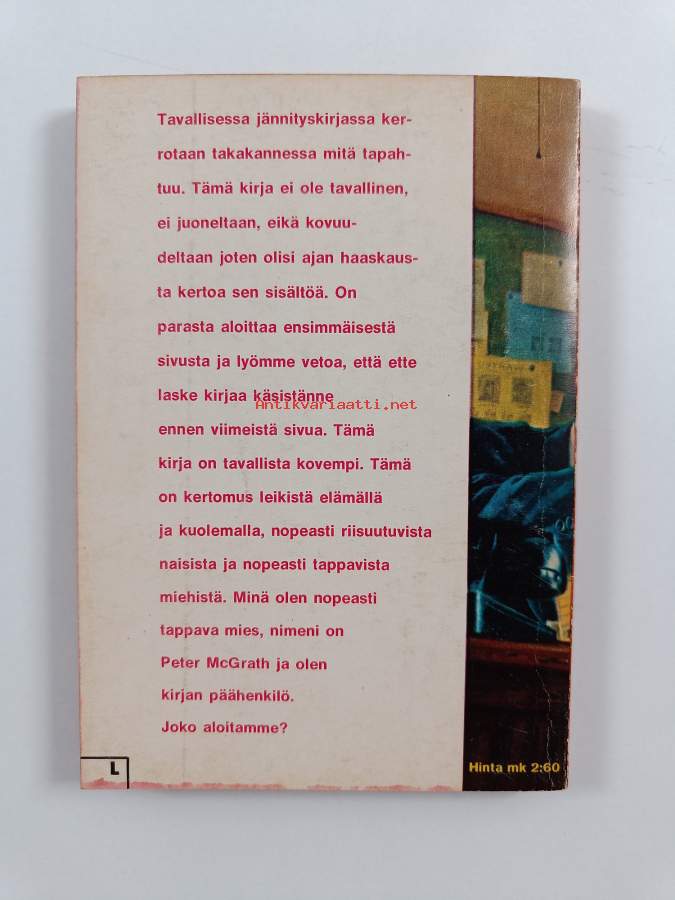 Tavallisessa jännityskirjassa ker-
rotaan takakannessa mitä tapah-
tuu. Tämä kirja ei ole tavallinen,
ei juoneltaan, eikä kovuu-
deltaan joten olisi ajan haaskaus-
ta kertoa sen sisältöä. On
parasta aloittaa ensimmäisestä
sivusta ja lyömme vetoa, että ette
laske kirjaa käsistänne
Antikvariaatti.net
ennen viimeistä sivua. Tämä
kirja on tavallista kovempi. Tämä
on kertomus leikistä elämällä
ja kuolemalla, nopeasti riisuutuvista
naisista ja nopeasti tappavista
miehistä. Minä olen nopeasti
tappava mies, nimeni on
Peter McGrath ja olen
kirjan päähenkilö.
Joko aloitamme?
L
Hinta mk 2:60